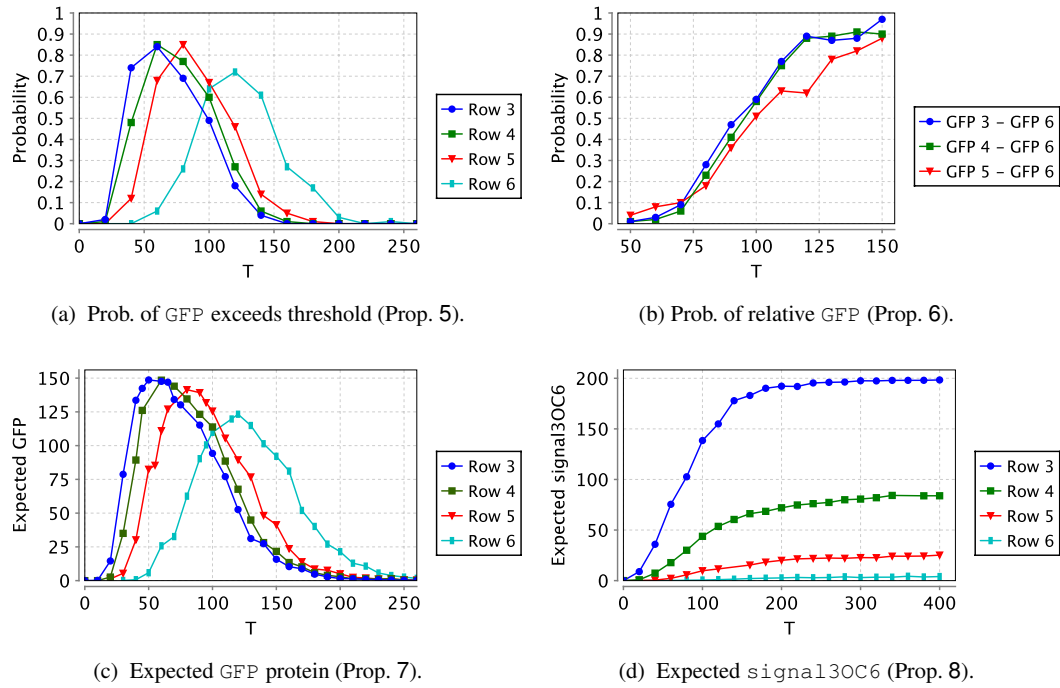 1
0.9
0.8
0.7
0.6
0.5
0.4
0.3
0.2
0.1
0
Probability
0 50 100 150 200 250
T
Row 3
Row 4
Row 5
Row 6
(a) Prob. of GFP exceeds threshold (Prop. 5).
1
0.9
0.8
0.7
0.6
0.5
0.4
0.3
0.2
0.1
0
Probability
50 75 100 125 150
T
GFP 3 – GFP 6
GFP 4 – GFP 6
GFP 5 – GFP 6
(b) Prob. of relative GFP (Prop. 6).
150
125
100
75
50
25
0
Expected GFP
0 50 100 150 200 250
T
Row 3
Row 4
Row 5
Row 6
(c) Expected GFP protein (Prop. 7).
200
150
100
50
0
Expected signal3OC6
0 100 200 300 400
T
Row 3
Row 4
Row 5
Row 6
(d) Expected signal3OC6 (Prop. 8).